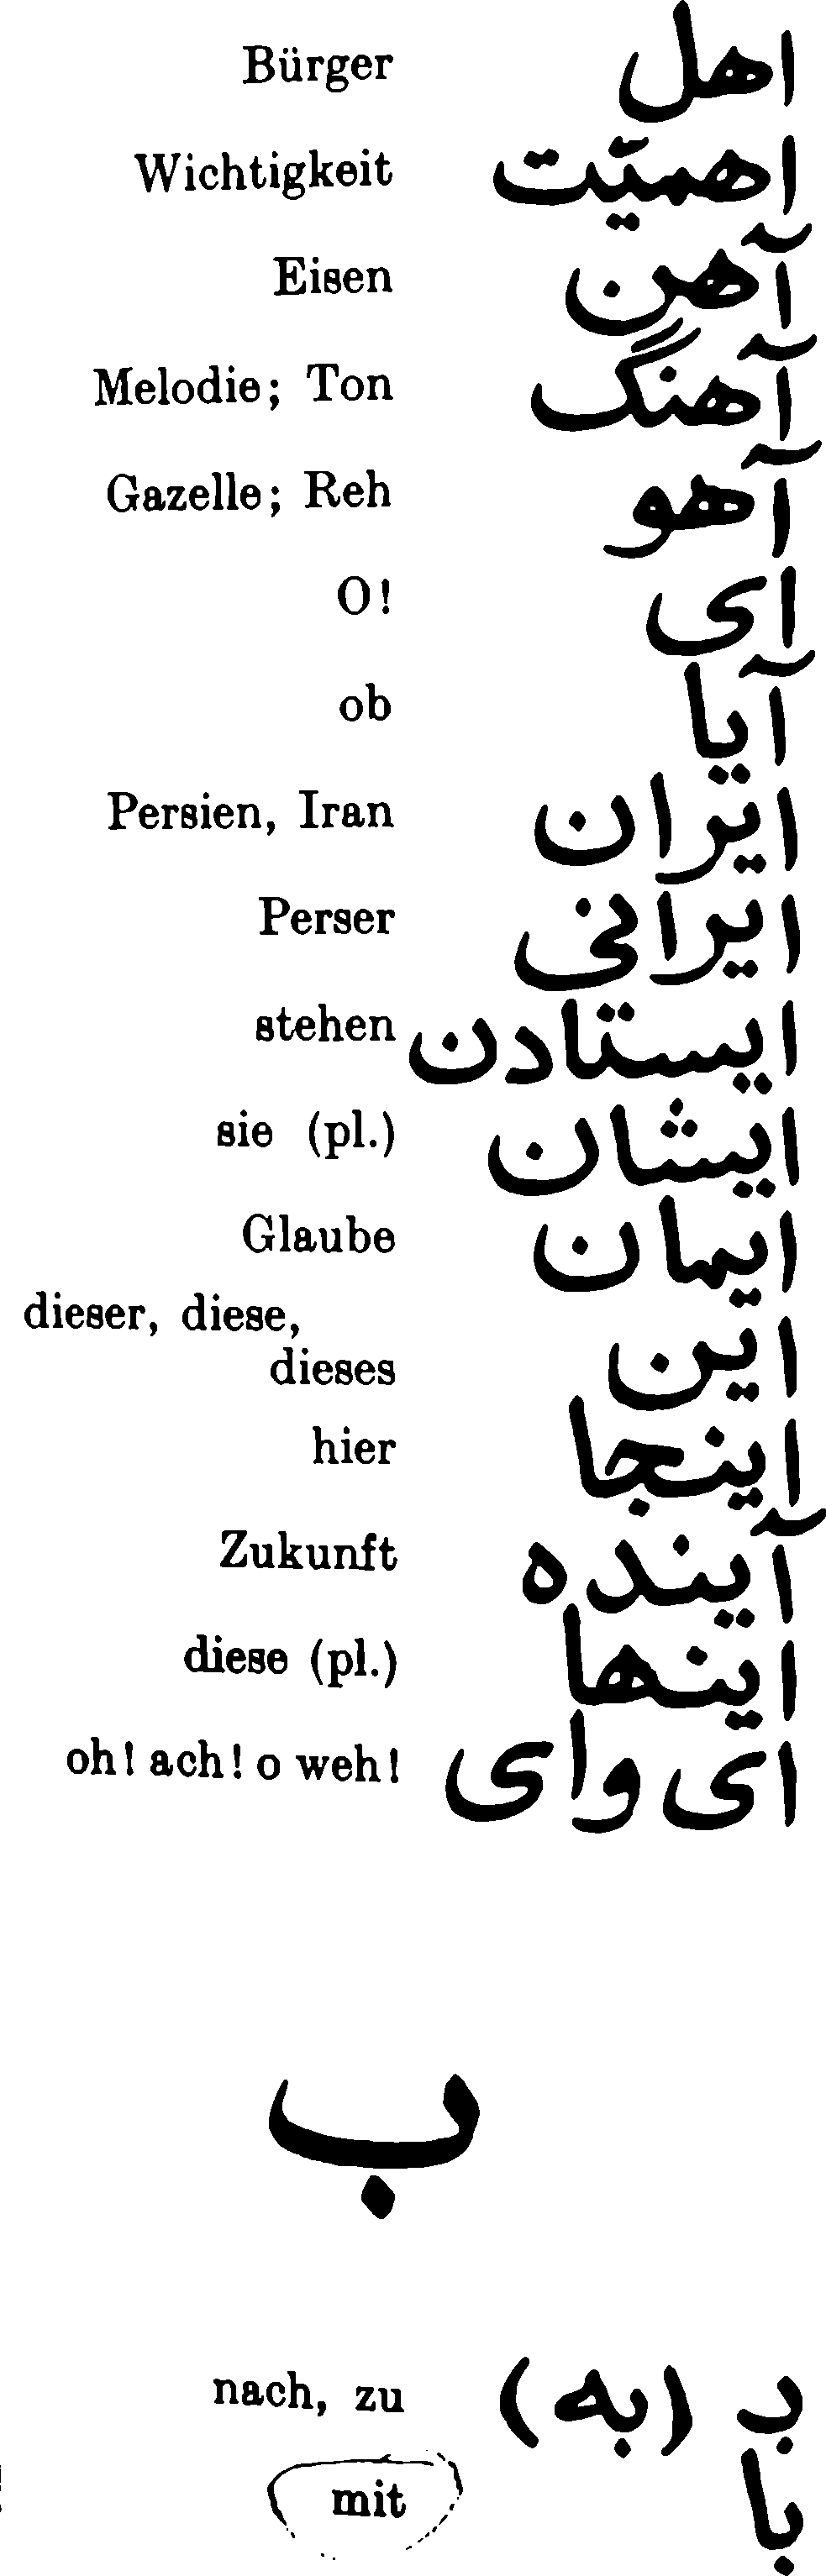 Bürger اهل
Wichtigkeit اهمیّت
Eisen آهن
Melodie; Ton آهنگ
Gazelle; Reh آهو
O! ای
ob آیا
Persien, Iran ایران
Perser ایرانی
stehen ایستادن
sie (pl.) ایشان
Glaube ایمان
dieser, diese, این
dieses
hier اینجا
Zukunft آینده
diese (pl.) اینها
oh! ach! o weh! ای وای
ب
nach, zu بـ (به)
mit با